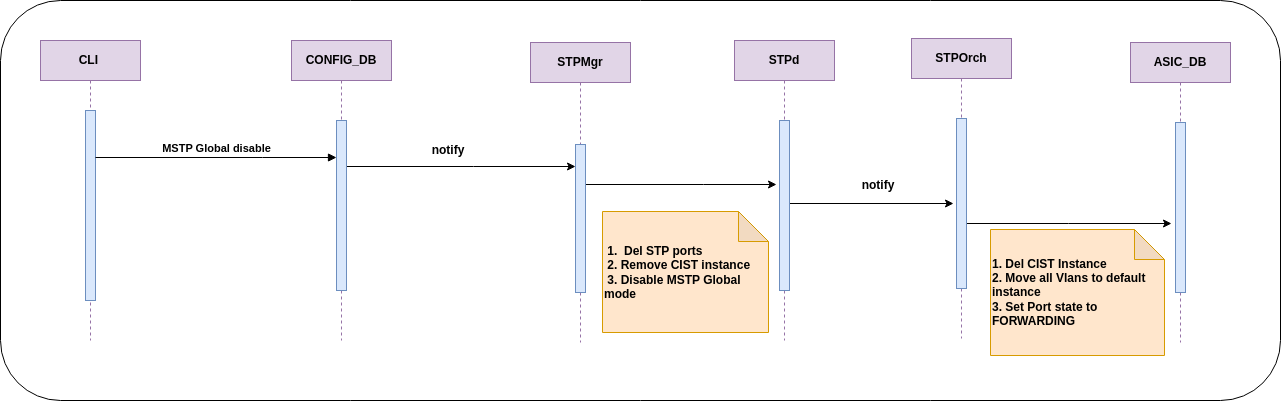 CLI
CONFIG_DB
STPMgr
STPd
STPOrch
ASIC_DB
MSTP Global disable
notify
notify
1. Del STP ports
2. Remove CIST instance
3. Disable MSTP Global
mode
1. Del CIST Instance
2. Move all Vlans to default
instance
3. Set Port state to
FORWARDING